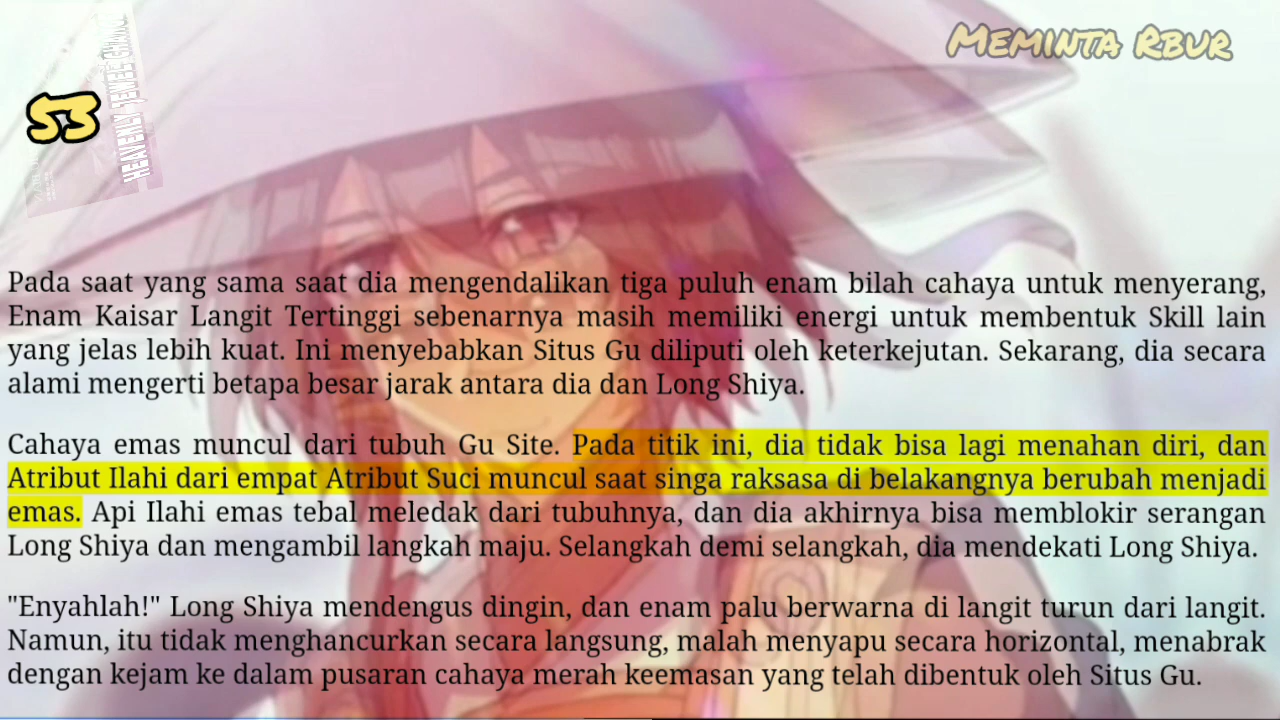 Meminta Rbur
53
HEAVENLY JEWEL CHANGE
Pada saat yang sama saat dia mengendalikan tiga puluh enam bilah cahaya untuk menyerang,
Enam Kaisar Langit Tertinggi sebenarnya masih memiliki energi untuk membentuk Skill lain
yang jelas lebih kuat. Ini menyebabkan Situs Gu diliputi oleh keterkejutan. Sekarang, dia secara
alami mengerti betapa besar jarak antara dia dan Long Shiya.
Cahaya emas muncul dari tubuh Gu Site. Pada titik ini, dia tidak bisa lagi menahan diri, dan
Atribut Ilahi dari empat Atribut Suci muncul saat singa raksasa di belakangnya berubah menjadi
emas. Api Ilahi emas tebal meledak dari tubuhnya, dan dia akhirnya bisa memblokir serangan
Long Shiya dan mengambil langkah maju. Selangkah demi selangkah, dia mendekati Long Shiya.
"Enyahlah!" Long Shiya mendengus dingin, dan enam palu berwarna di langit turun dari langit.
Namun, itu tidak menghancurkan secara langsung, malah menyapu secara horizontal, menabrak
dengan kejam ke dalam pusaran cahaya merah keemasan yang telah dibentuk oleh Situs Gu.